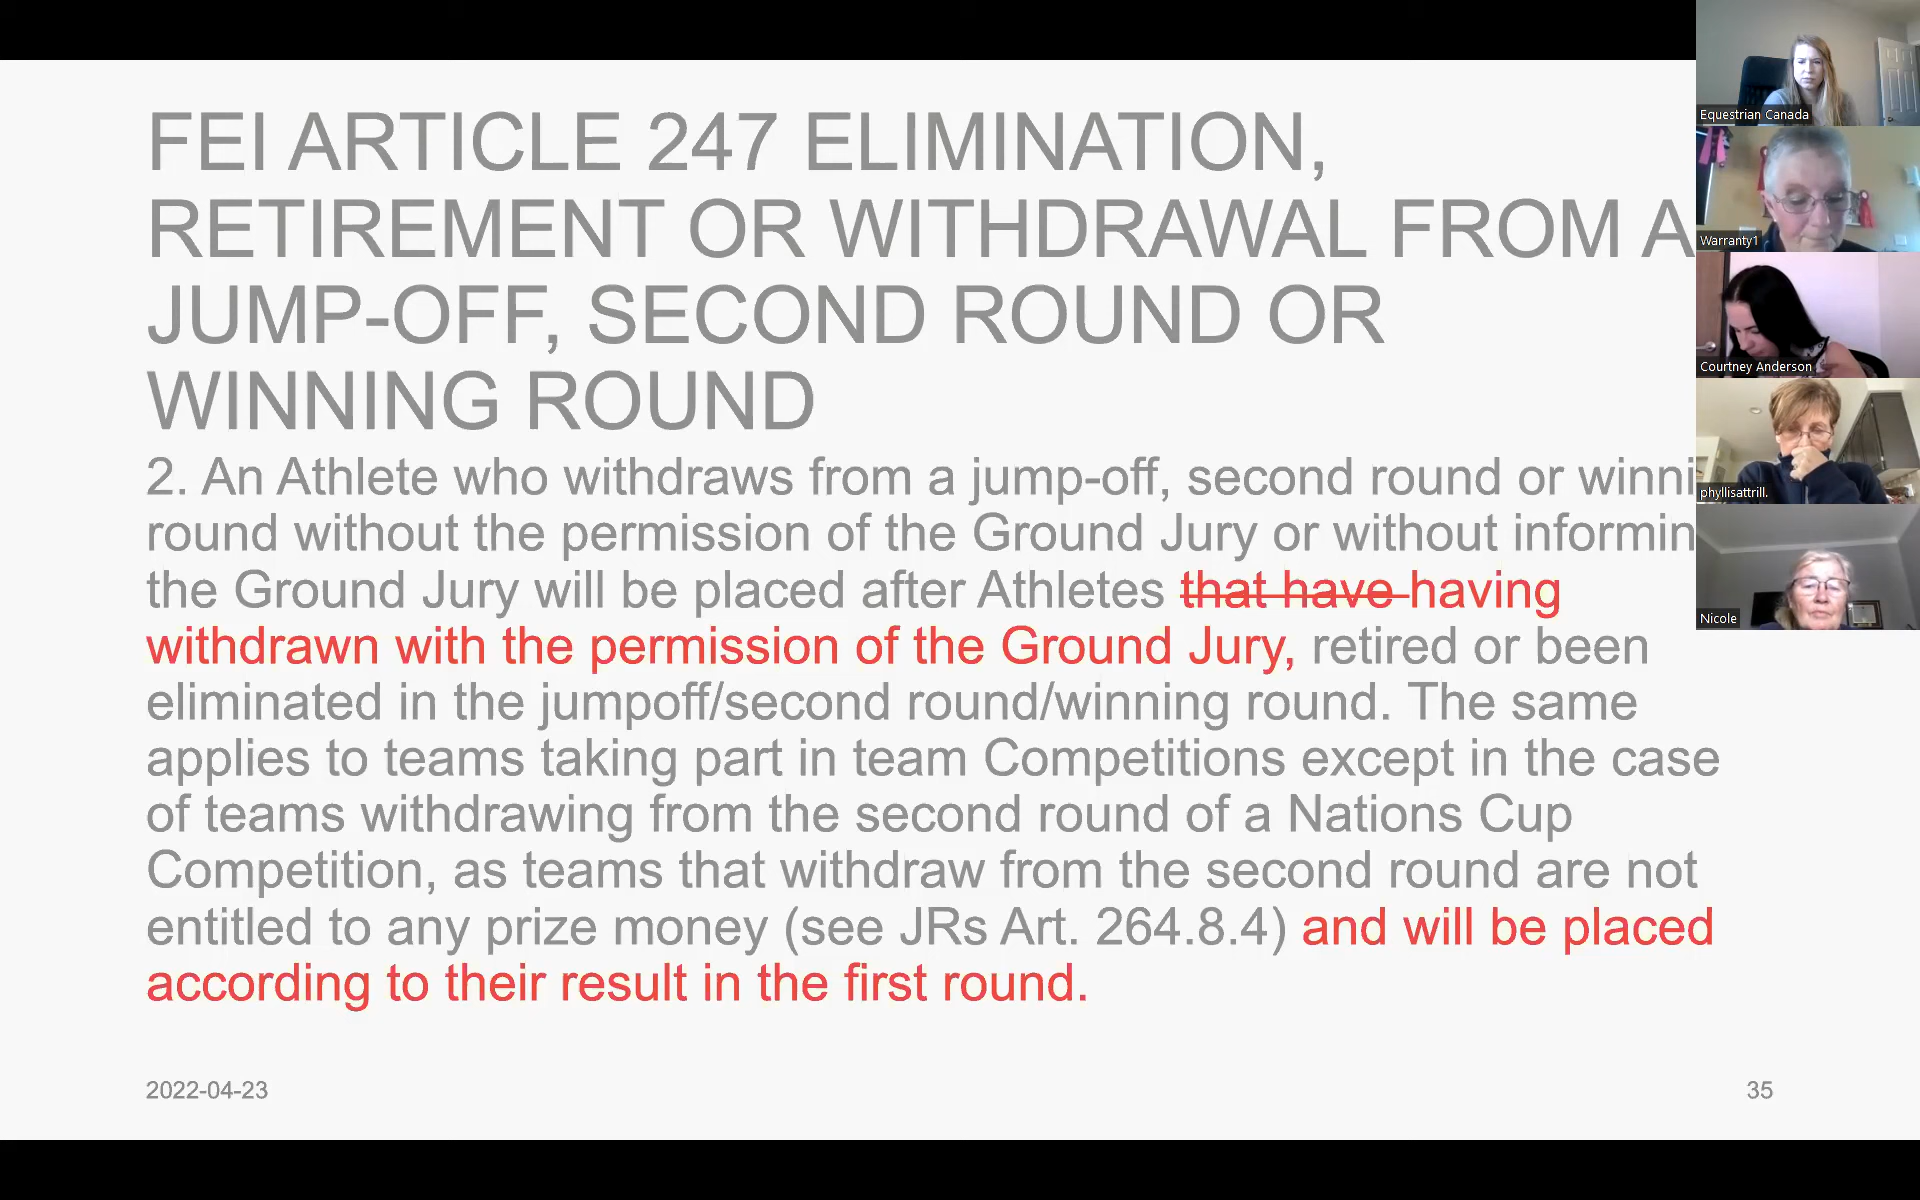 FEI ARTICLE 247 ELIMINATION,
RETIREMENT OR WITHDRAWAL FROM A
JUMP-OFF, SECOND ROUND OR
WINNING ROUND
2. An Athlete who withdraws from a jump-off, second round or winni
round without the permission of the Ground Jury or without informin
the Ground Jury will be placed after Athletes that have having
withdrawn with the permission of the Ground Jury, retired or been
eliminated in the jumpoff/second round/winning round. The same
applies to teams taking part in team Competitions except in the case
of teams withdrawing from the second round of a Nations Cup
Competition, as teams that withdraw from the second round are not
entitled to any prize money (see JRs Art. 264.8.4) and will be placed
according to their result in the first round.
2022-04-23
35
Equestrian Canada
Warranty1
Courtney Anderson
phyllisattrill.
Nicole